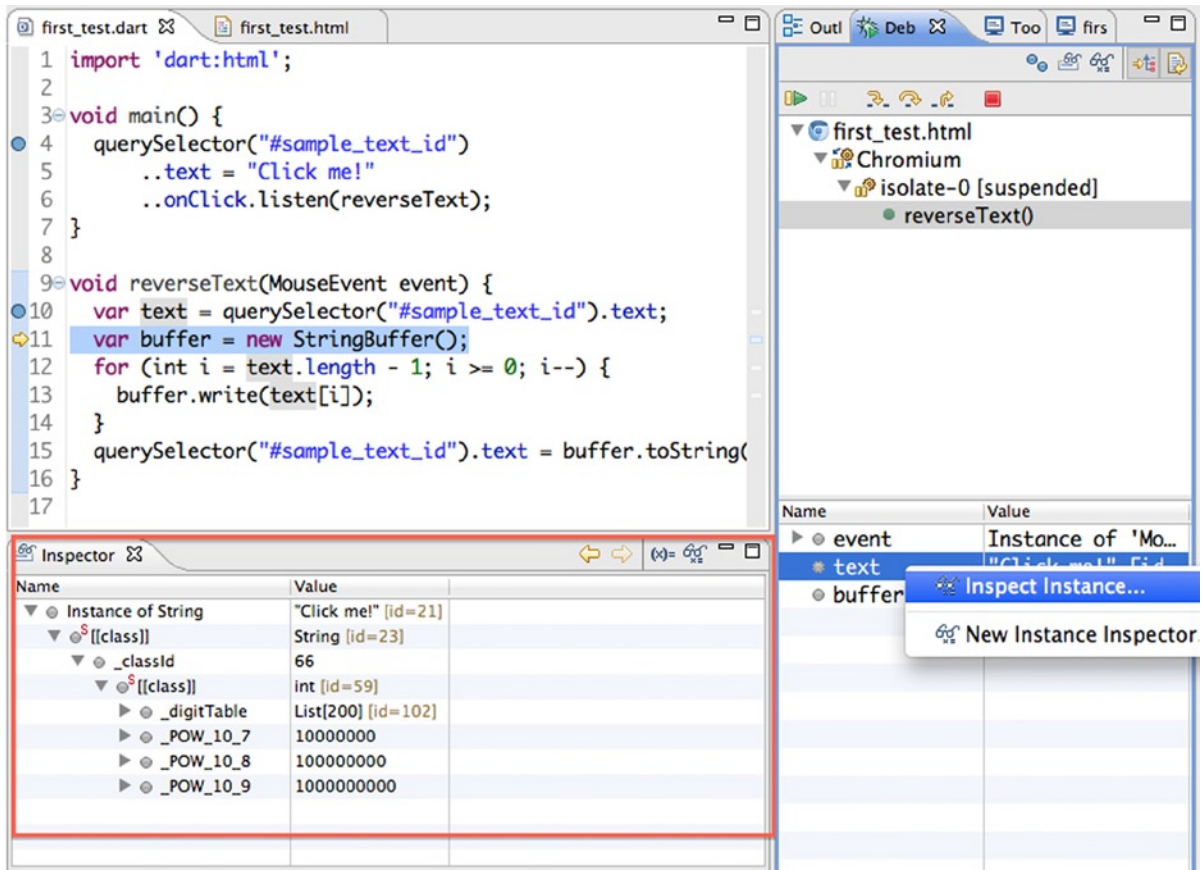 first_test.dart
first_test.html
1 import 'dart:html';
2
3 void main() {
4 querySelector("#sample_text_id")
5 ..text = "Click me!"
6 ..onClick.listen(reverseText);
7 }
8
9 void reverseText(MouseEvent event) {
10 var text = querySelector("#sample_text_id").text;
11 var buffer = new StringBuffer();
12 for (int i = text.length - 1; i >= 0; i--) {
13 buffer.write(text[i]);
14 }
15 querySelector("#sample_text_id").text = buffer.toString(
16 }
17
Inspector
(x)=
Name Value
Instance of String "Click me!" [id=21]
S [[class]] String [id=23]
_classId 66
S [[class]] int [id=59]
_digitTable List[200] [id=102]
_POW_10_7 10000000
_POW_10_8 100000000
_POW_10_9 1000000000
Outl Deb Too firs
first_test.html
Chromium
isolate-0 [suspended]
reverseText()
Name Value
event Instance of 'Mo...
text "Click me!" [id
buffer
Inspect Instance...
New Instance Inspector.